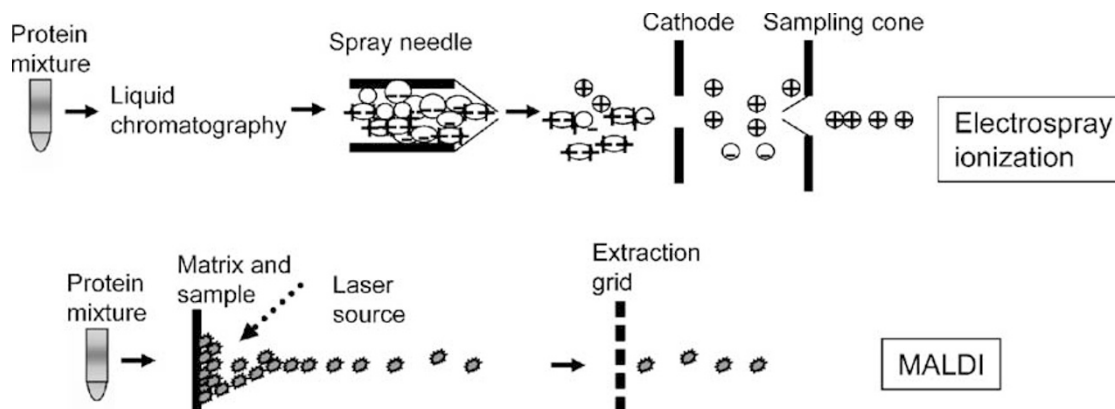 Protein
mixture
Liquid
chromatography
Spray needle
Cathode
Sampling cone
Electrospray
ionization
Protein
mixture
Matrix and
sample
Laser
source
Extraction
grid
MALDI